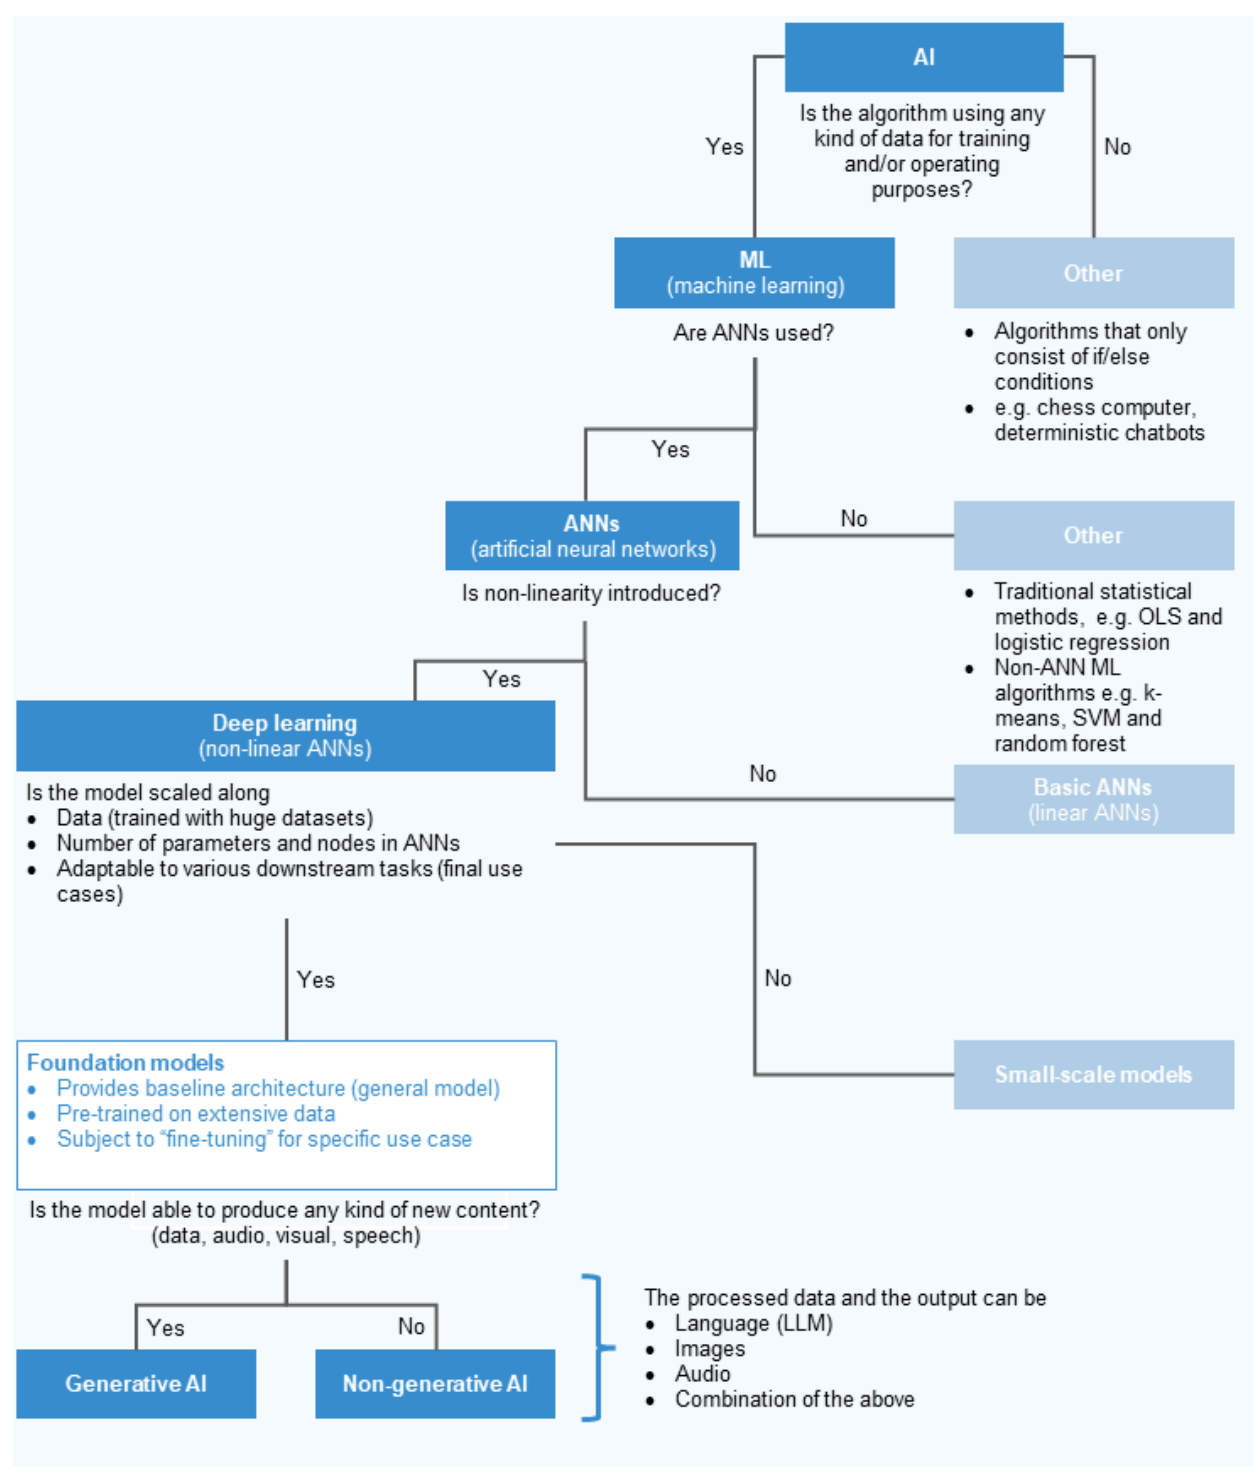 AI
Is the algorithm using any
kind of data for training
and/or operating
purposes?
Yes
No
ML
(machine learning)
Are ANNs used?
Other
• Algorithms that only
consist of if/else
conditions
• e.g. chess computer,
deterministic chatbots
Yes
No
ANNs
(artificial neural networks)
Is non-linearity introduced?
Other
• Traditional statistical
methods,  e.g. OLS and
logistic regression
• Non-ANN ML
algorithms e.g. k-
means, SVM and
random forest
Yes
No
Deep learning
(non-linear ANNs)
Basic ANNs
(linear ANNs)
Is the model scaled along
• Data (trained with huge datasets)
• Number of parameters and nodes in ANNs
• Adaptable to various downstream tasks (final use
cases)
Yes
No
Foundation models
• Provides baseline architecture (general model)
• Pre-trained on extensive data
• Subject to “fine-tuning” for specific use case
Small-scale models
Is the model able to produce any kind of new content?
(data, audio, visual, speech)
Yes
No
Generative AI
Non-generative AI
The processed data and the output can be
• Language (LLM)
• Images
• Audio
• Combination of the above